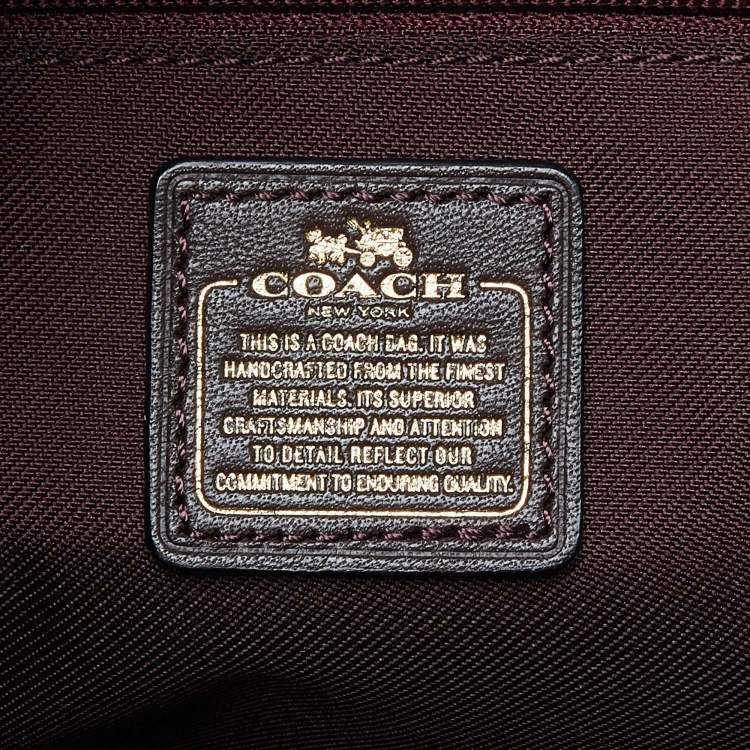 COACH
NEW YORK
THIS IS A COACH BAG. IT WAS
HANDCRAFTED FROM THE FINEST
MATERIALS. ITS SUPERIOR
CRAFTSMANSHIP AND ATTENTION
TO DETAIL REFLECT OUR
COMMITMENT TO ENDURING QUALITY.